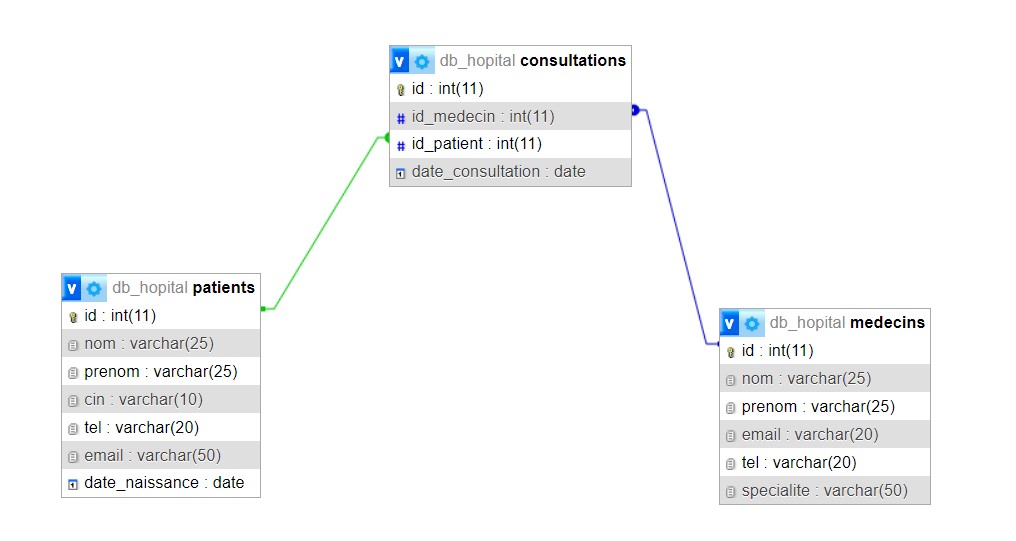 db_hopital consultations
id : int(11)
id_medecin : int(11)
id_patient : int(11)
date_consultation : date
db_hopital patients
id : int(11)
nom : varchar(25)
prenom : varchar(25)
cin : varchar(10)
tel : varchar(20)
email : varchar(50)
date_naissance : date
db_hopital medecins
id : int(11)
nom : varchar(25)
prenom : varchar(25)
email : varchar(20)
tel : varchar(20)
specialite : varchar(50)